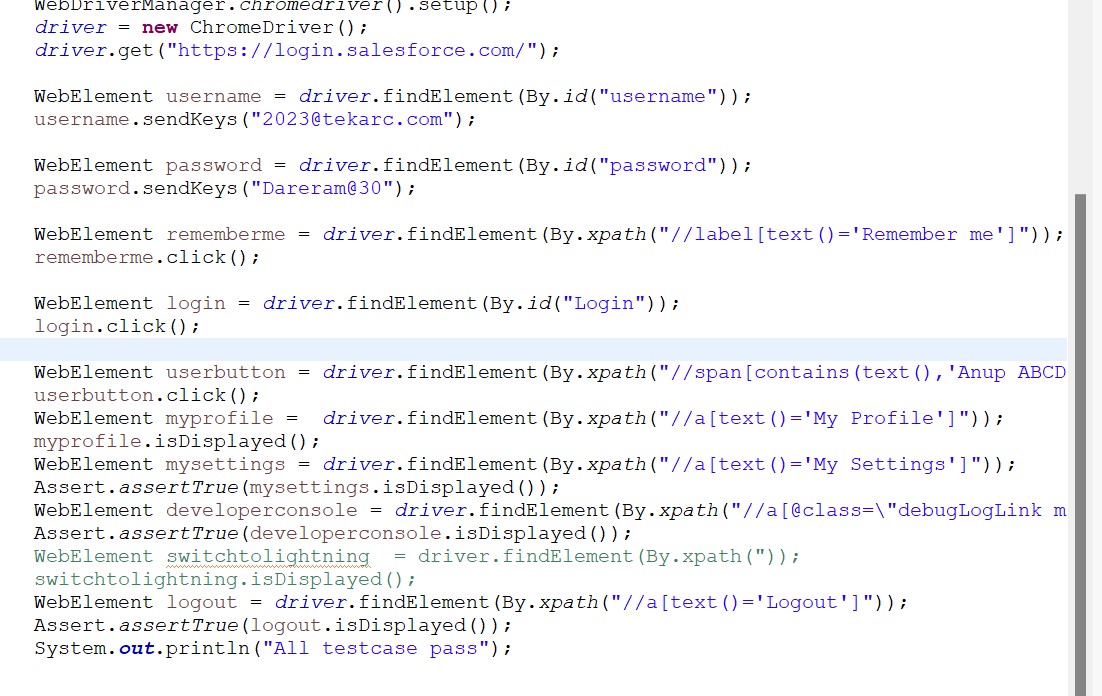 WebDriverManager.chromedriver().setup();
driver = new ChromeDriver();
driver.get("https://login.salesforce.com/");
WebElement username = driver.findElement(By.id("username"));
username.sendKeys("2023@tekarc.com");
WebElement password = driver.findElement(By.id("password"));
password.sendKeys("Dareram@30");
WebElement rememberme = driver.findElement(By.xpath("//label[text()='Remember me']"));
rememberme.click();
WebElement login = driver.findElement(By.id("Login"));
login.click();
WebElement userbutton = driver.findElement(By.xpath("//span[contains(text(),'Anup ABCD
userbutton.click();
WebElement myprofile =  driver.findElement(By.xpath("//a[text()='My Profile']"));
myprofile.isDisplayed();
WebElement mysettings = driver.findElement(By.xpath("//a[text()='My Settings']"));
Assert.assertTrue(mysettings.isDisplayed());
WebElement developerconsole = driver.findElement(By.xpath("//a[@class=\"debugLogLink m
Assert.assertTrue(developerconsole.isDisplayed());
WebElement switchtolightning  = driver.findElement(By.xpath("));
switchtolightning.isDisplayed();
WebElement logout = driver.findElement(By.xpath("//a[text()='Logout']"));
Assert.assertTrue(logout.isDisplayed());
System.out.println("All testcase pass");